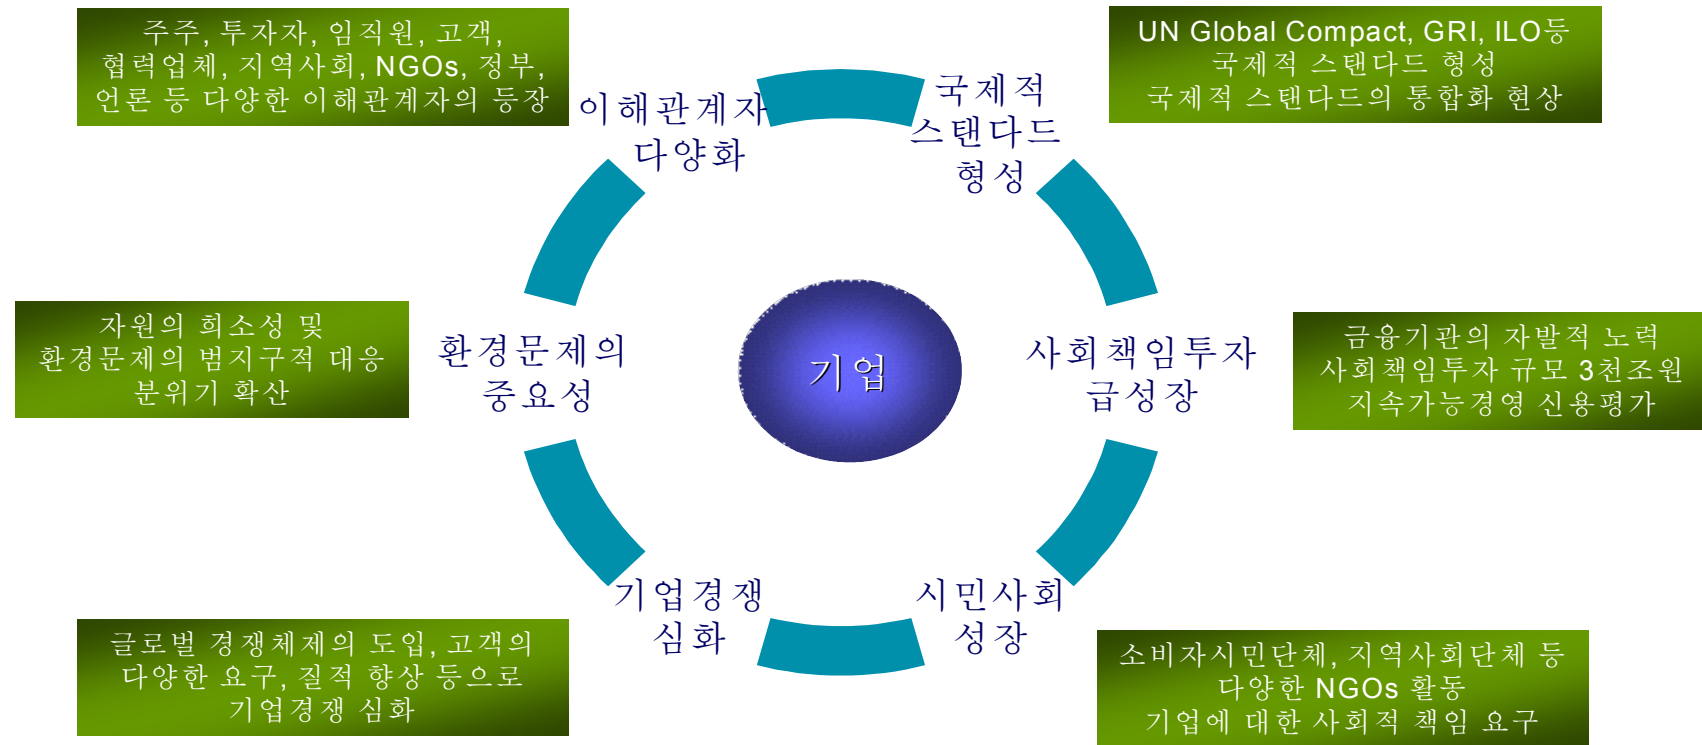 주주, 투자자, 임직원, 고객,
협력업체, 지역사회, NGOs, 정부,
언론 등 다양한 이해관계자의 등장
UN Global Compact, GRI, ILO등
국제적 스탠다드 형성
국제적 스탠다드의 통합화 현상
이해관계자
다양화
국제적
스탠다드
형성
자원의 희소성 및
환경문제의 범지구적 대응
분위기 확산
환경문제의
중요성
기업
사회책임투자
급성장
금융기관의 자발적 노력
사회책임투자 규모 3천조원
지속가능경영 신용평가
기업경쟁
심화
시민사회
성장
글로벌 경쟁체제의 도입, 고객의
다양한 요구, 질적 향상 등으로
기업경쟁 심화
소비자시민단체, 지역사회단체 등
다양한 NGOs 활동
기업에 대한 사회적 책임 요구